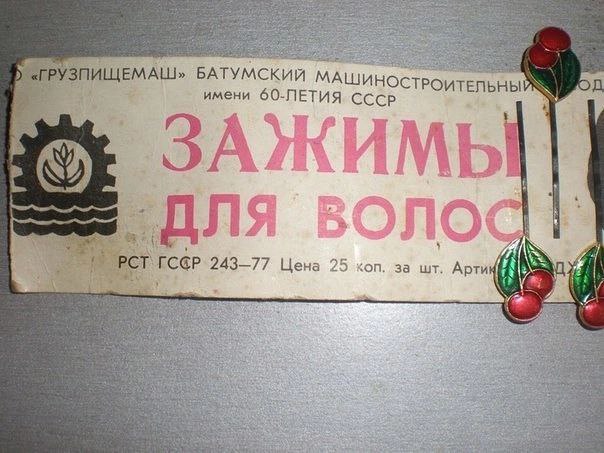 «ГРУЗПИЩЕМАШ» БАТУМСКИЙ МАШИНОСТРОИТЕЛЬНЫЙ
имени 60-ЛЕТИЯ СССР
ЗАЖИМЫ
ДЛЯ ВОЛОС
РСТ ГССР 243—77 Цена 25 коп. за шт.